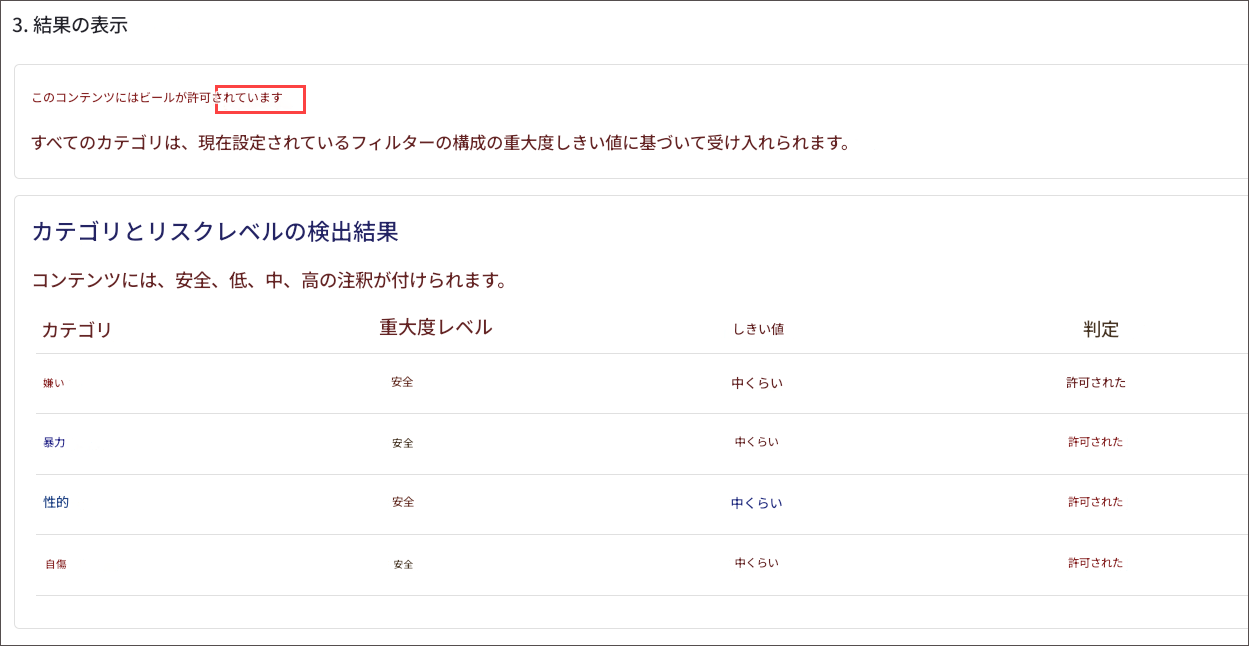 3. 結果の表示
このコンテンツにはビールが許可されています
すべてのカテゴリは、現在設定されているフィルターの構成の重大度しきい値に基づいて受け入れられます。
カテゴリとリスクレベルの検出結果
コンテンツには、安全、低、中、高の注釈が付けられます。
カテゴリ 重大度レベル しきい値 判定
嫌い 安全 中くらい 許可された
暴力 安全 中くらい 許可された
性的 安全 中くらい 許可された
自傷 安全 中くらい 許可された